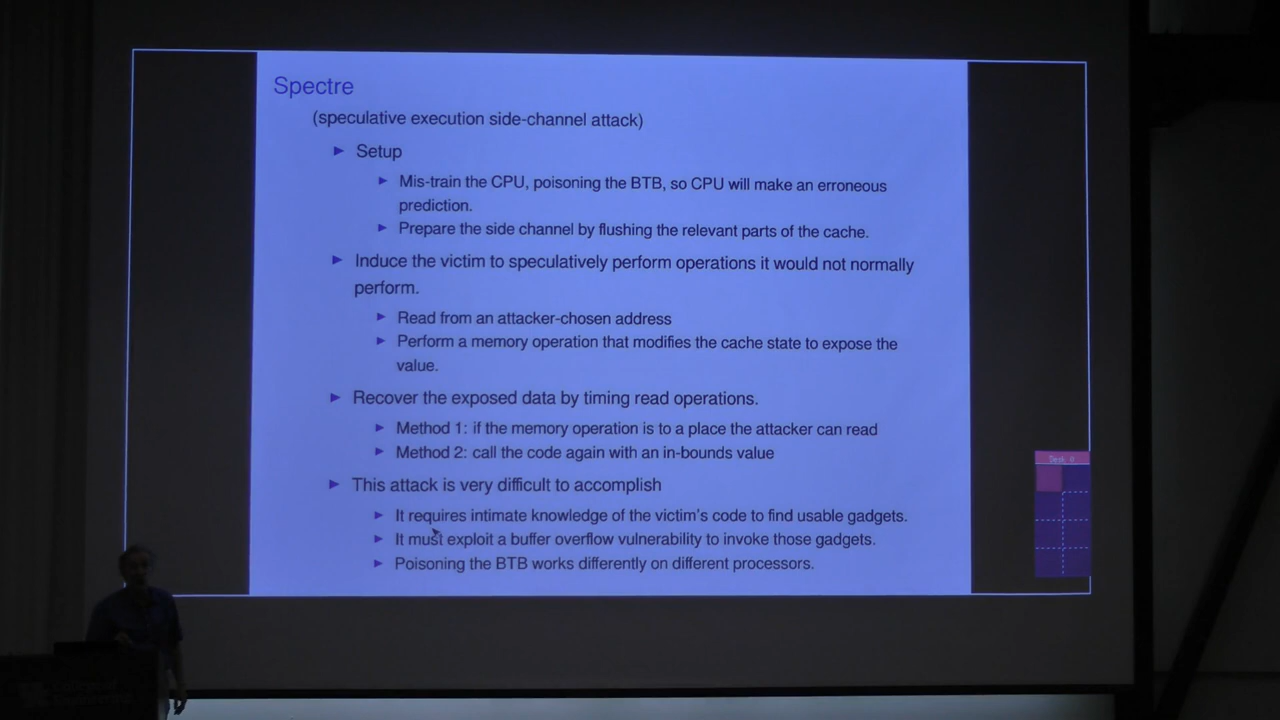 Spectre
(speculative execution side-channel attack)
Setup
Mis-train the CPU, poisoning the BTB, so CPU will make an erroneous
prediction.
Prepare the side channel by flushing the relevant parts of the cache.
Induce the victim to speculatively perform operations it would not normally
perform.
Read from an attacker-chosen address
Perform a memory operation that modifies the cache state to expose the
value.
Recover the exposed data by timing read operations.
Method 1: if the memory operation is to a place the attacker can read
Method 2: call the code again with an in-bounds value
This attack is very difficult to accomplish
It requires intimate knowledge of the victim's code to find usable gadgets.
It must exploit a buffer overflow vulnerability to invoke those gadgets.
Poisoning the BTB works differently on different processors.